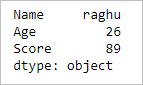 Name     raghu
Age         26
Score       89
dtype: object